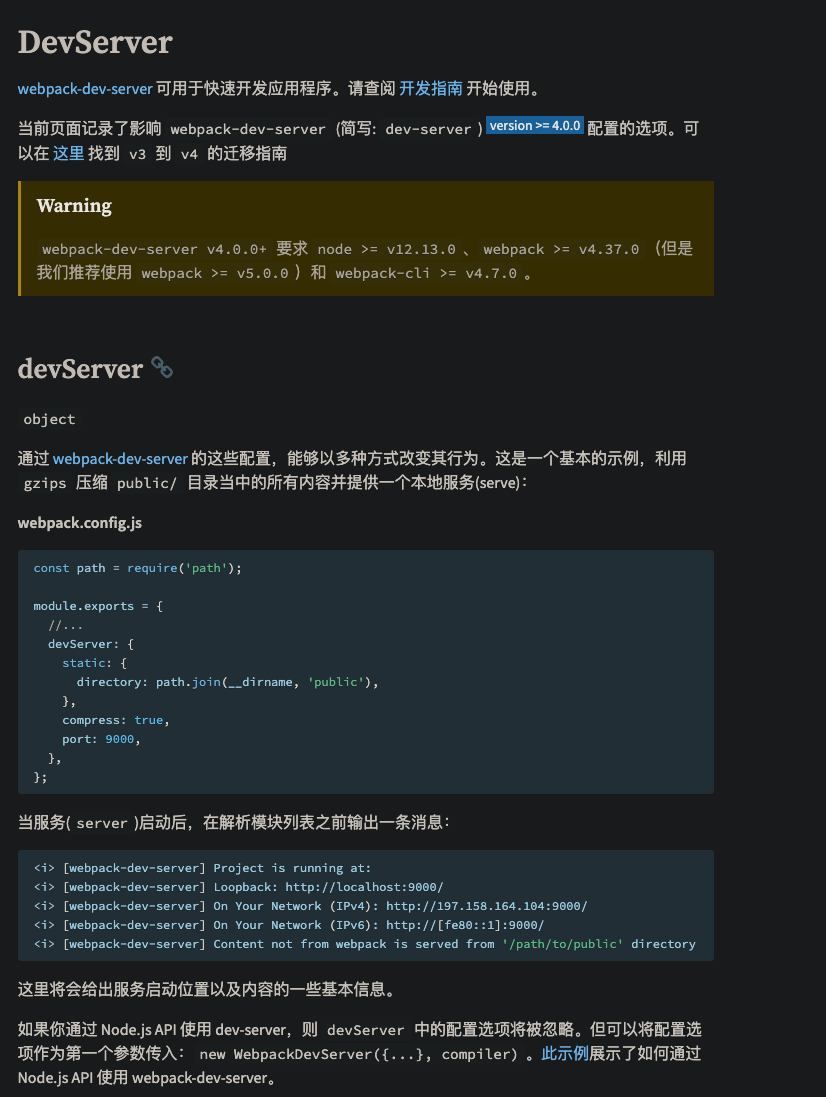 DevServer
webpack-dev-server 可用于快速开发应用程序。请查阅 开发指南 开始使用。
当前页面记录了影响 webpack-dev-server (简写: dev-server ) version >= 4.0.0 配置的选项。可
以在 这里 找到 v3 到 v4 的迁移指南
Warning
webpack-dev-server v4.0.0+ 要求 node >= v12.13.0 、 webpack >= v4.37.0 （但是
我们推荐使用 webpack >= v5.0.0 ）和 webpack-cli >= v4.7.0 。
devServer
object
通过 webpack-dev-server 的这些配置，能够以多种方式改变其行为。这是一个基本的示例，利用
gzips 压缩 public/ 目录当中的所有内容并提供一个本地服务(serve)：
webpack.config.js
const path = require('path');
module.exports = {
  //...
  devServer: {
    static: {
      directory: path.join(__dirname, 'public'),
    },
    compress: true,
    port: 9000,
  },
};
当服务( server )启动后，在解析模块列表之前输出一条消息：
<i> [webpack-dev-server] Project is running at:
<i> [webpack-dev-server] Loopback: http://localhost:9000/
<i> [webpack-dev-server] On Your Network (IPv4): http://197.158.164.104:9000/
<i> [webpack-dev-server] On Your Network (IPv6): http://[fe80::1]:9000/
<i> [webpack-dev-server] Content not from webpack is served from '/path/to/public' directory
这里将会给出服务启动位置以及内容的一些基本信息。
如果你通过 Node.js API 使用 dev-server，则 devServer 中的配置选项将被忽略。但可以将配置选
项作为第一个参数传入： new WebpackDevServer({...}, compiler) 。此示例展示了如何通过
Node.js API 使用 webpack-dev-server。